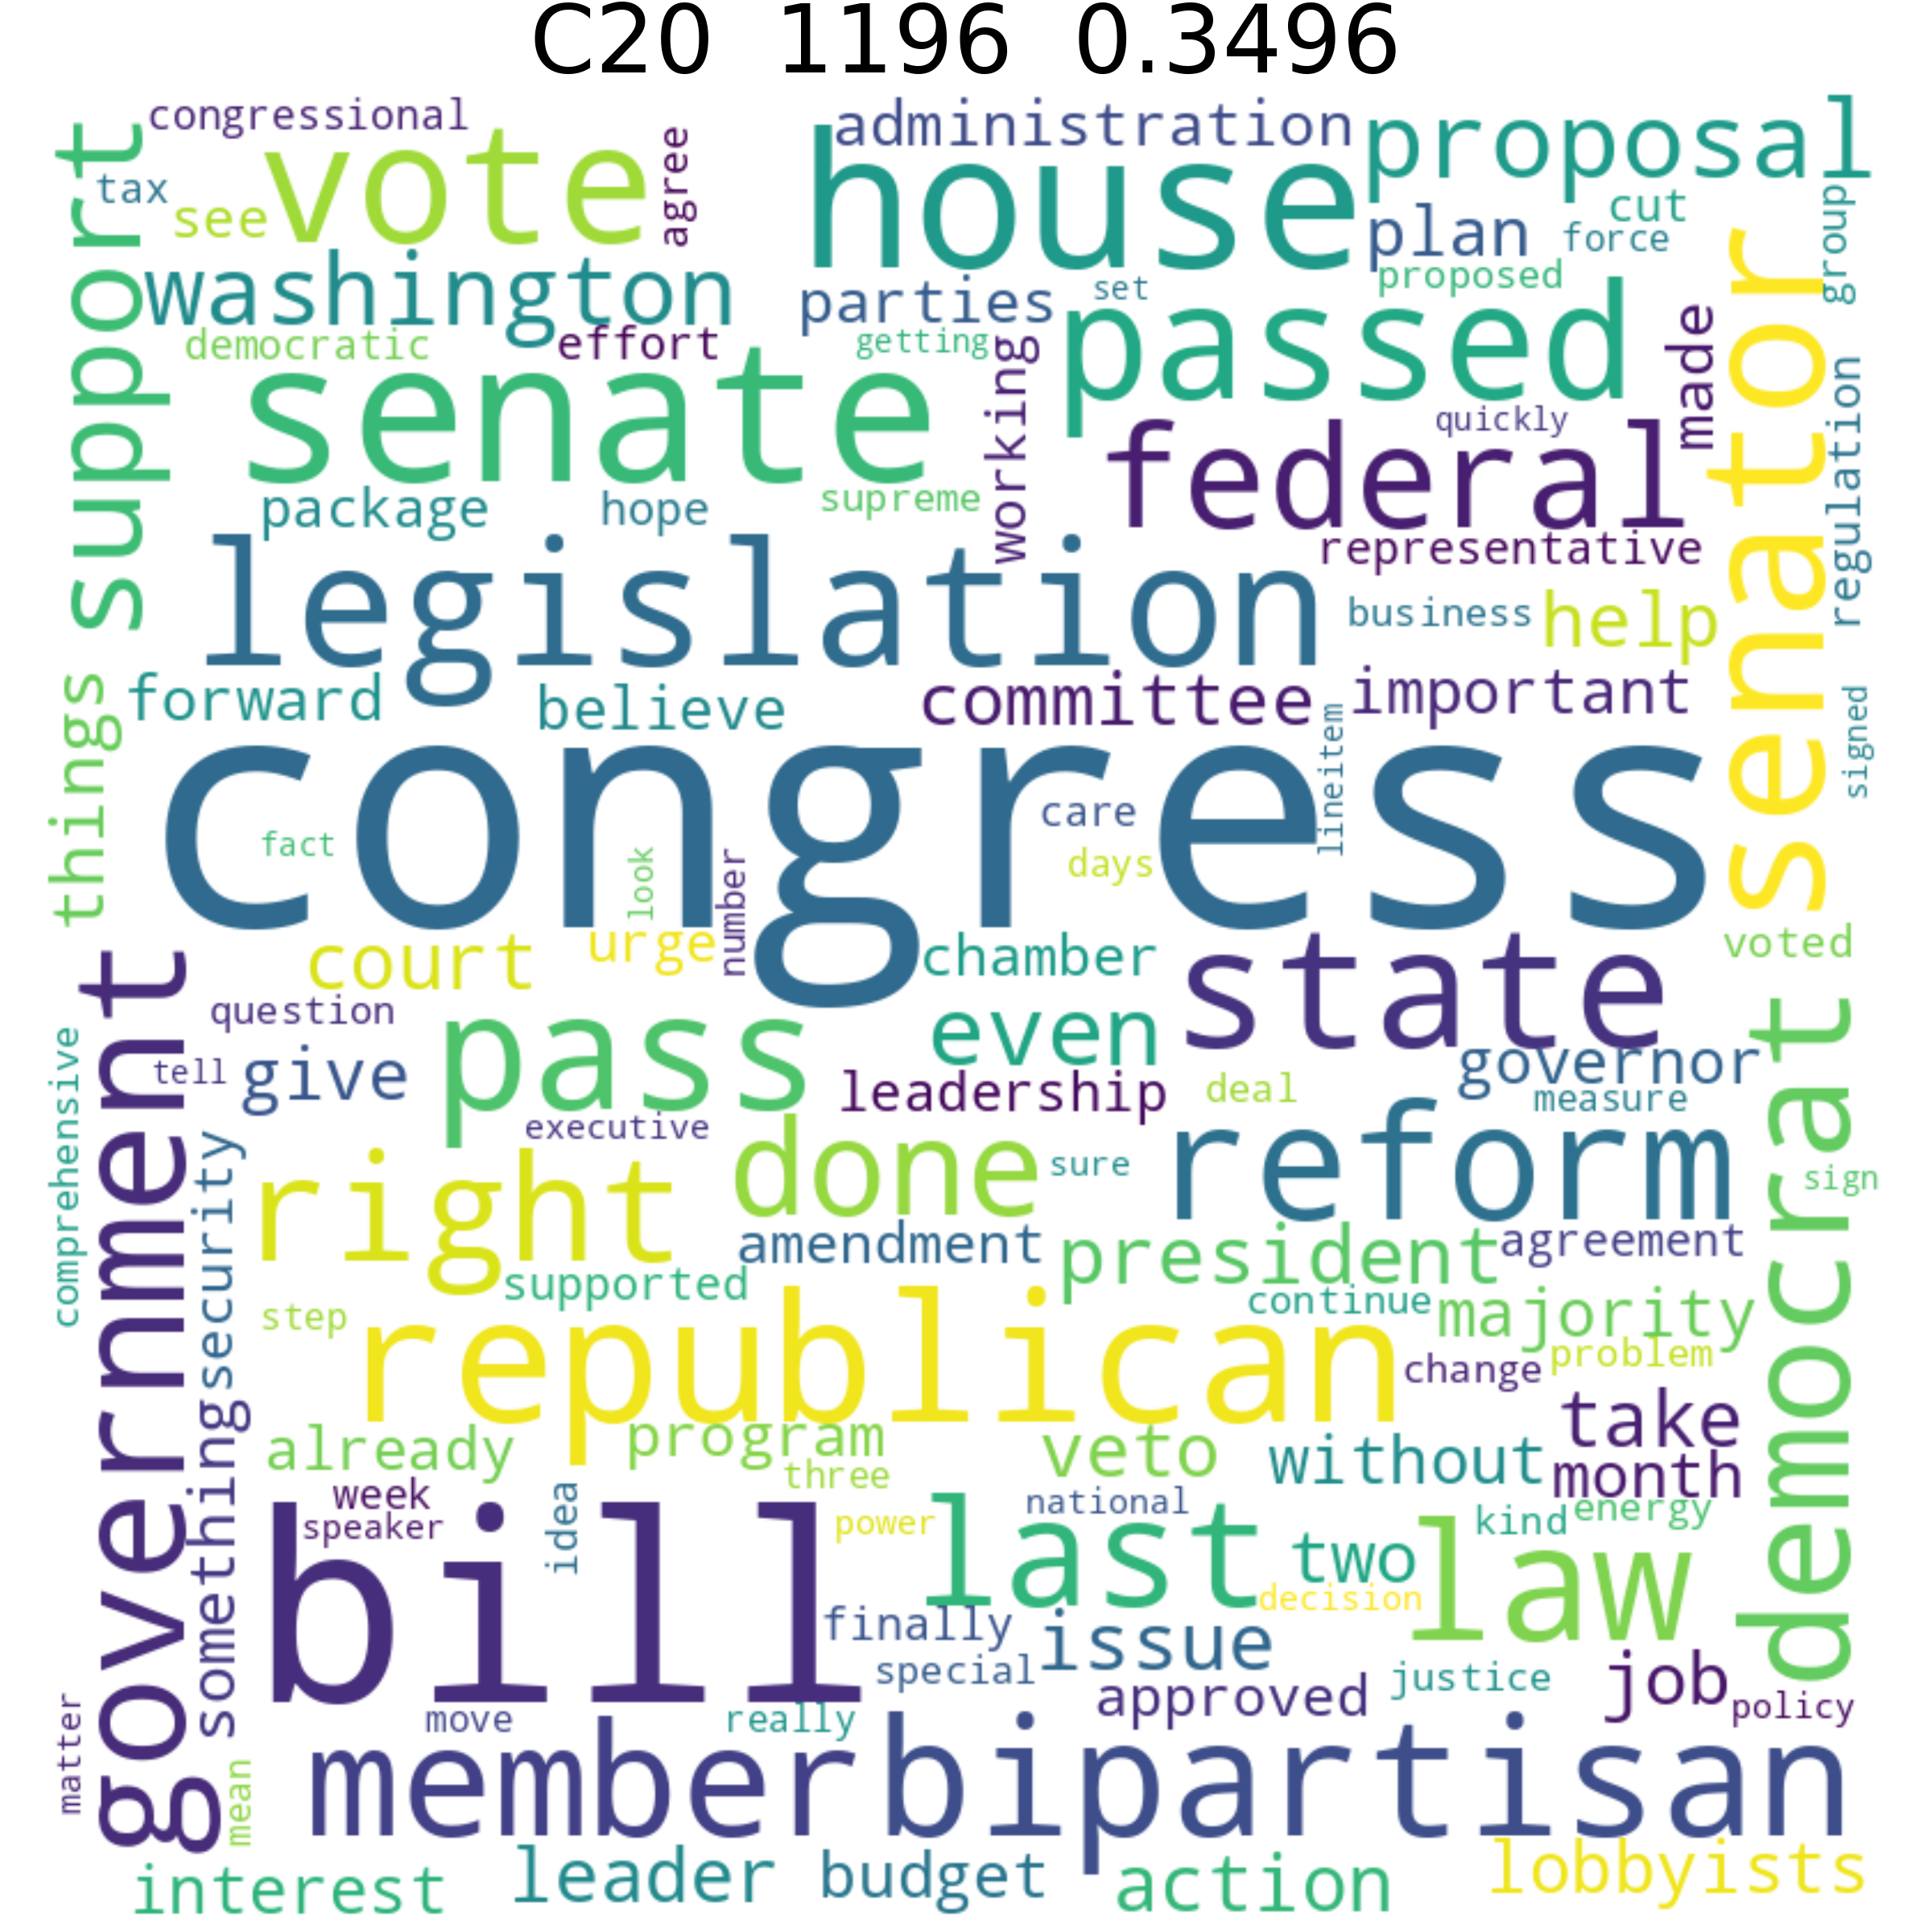 C20 1196 0.3496
congressional
administration
proposal
support
vote
agree
house
tax
see
cut
group
plan
force
washington
parties
set
proposed
passed
senator
democratic
effort
getting
made
senate
working
quickly
federal
regulation
package
hope
supreme
representative
legislation
business
help
forward
believe
committee
important
things
signed
congress
lineitem
care
fact
days
look
number
court
urge
chamber
voted
state
government
question
pass
even
democrat
comprehensive
tell
give
leadership
deal
governor
measure
executive
security
right
done
sure
reform
sign
amendment
president
agreement
supported
continue
majority
step
republican
change
problem
something
already
program
veto
without
take
three
month
week
idea
national
speaker
power
last
kind
energy
bill
two
law
decision
finally
issue
special
approved
justice
job
policy
matter
move
really
mean
member
bipartisan
interest
leader
budget
action
lobbyists